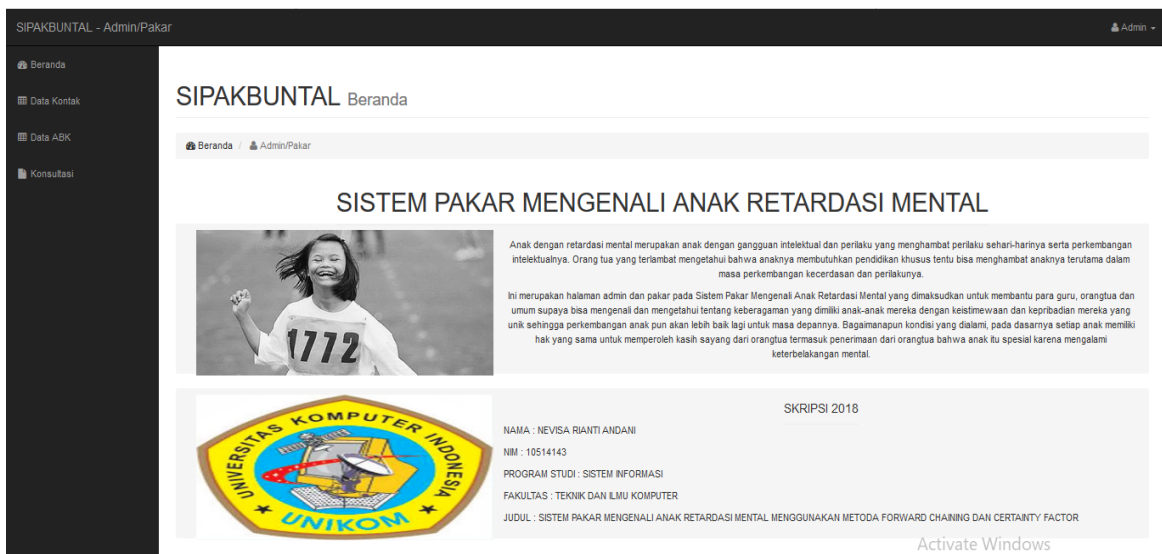 SIPAKBUNTAL - Admin/Pakar
Admin
Beranda
Data Kontak
Data ABK
Konsultasi
SIPAKBUNTAL Beranda
Beranda / Admin/Pakar
SISTEM PAKAR MENGENALI ANAK RETARDASI MENTAL
1772
Anak dengan retardasi mental merupakan anak dengan gangguan intelektual dan perilaku yang menghambat perilaku sehari-harinya serta perkembangan
intelektualnya. Orang tua yang terlambat mengetahui bahwa anaknya membutuhkan pendidikan khusus tentu bisa menghambat anaknya terutama dalam
masa perkembangan kecerdasan dan perilakunya.
Ini merupakan halaman admin dan pakar pada Sistem Pakar Mengenali Anak Retardasi Mental yang dimaksudkan untuk membantu para guru, orangtua dan
umum supaya bisa mengenali dan mengetahui tentang keberagaman yang dimiliki anak-anak mereka dengan keistimewaan dan kepribadian mereka yang
unik sehingga perkembangan anak pun akan lebih baik lagi untuk masa depannya. Bagaimanapun kondisi yang dialami, pada dasarnya setiap anak memiliki
hak yang sama untuk memperoleh kasih sayang dari orangtua termasuk penerimaan dari orangtua bahwa anak itu spesial karena mengalami
keterbelakangan mental.
UNIVERSITAS KOMPUTER INDONESIA
UNIKOM
SKRIPSI 2018
NAMA : NEVISA RIANTI ANDANI
NIM : 10514143
PROGRAM STUDI : SISTEM INFORMASI
FAKULTAS : TEKNIK DAN ILMU KOMPUTER
JUDUL : SISTEM PAKAR MENGENALI ANAK RETARDASI MENTAL MENGGUNAKAN METODA FORWARD CHAINING DAN CERTAINTY FACTOR
Activate Windows